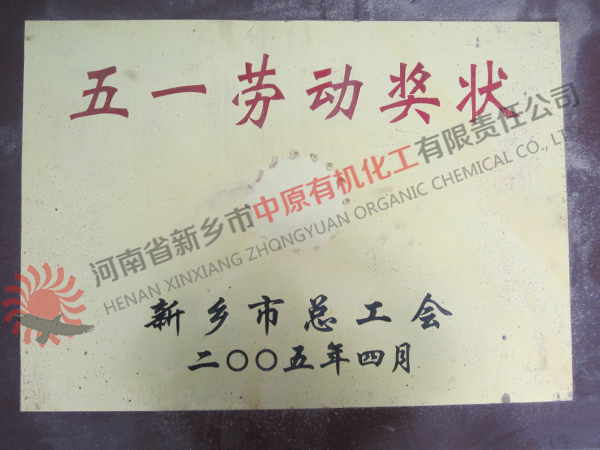 五一劳动奖状
河南省新乡市中原有机化工有限责任公司
HENAN XINXIANG ZHONGYUAN ORGANIC CHEMICAL CO., LTD
新乡市总工会
二〇〇五年四月